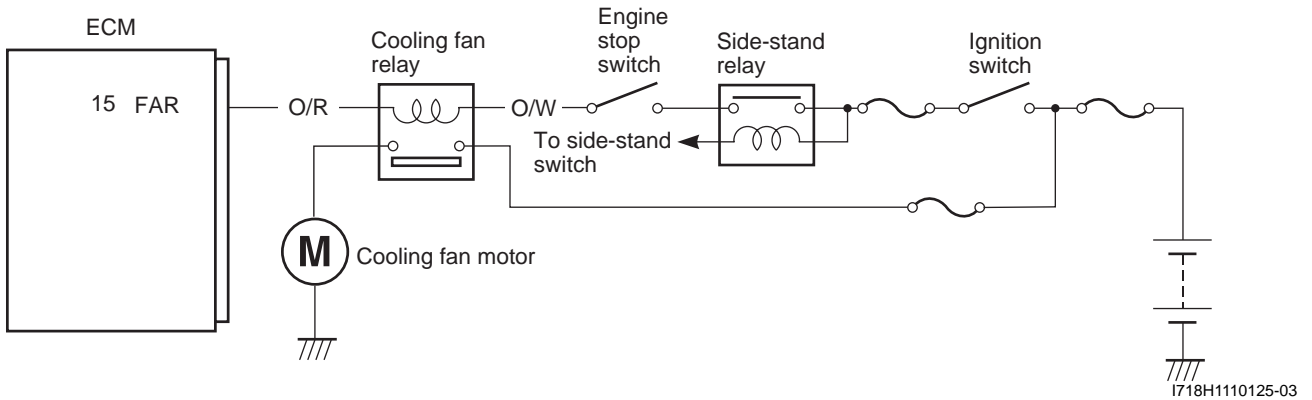 ECM
15 FAR
O/R
Cooling fan
relay
O/W
Engine
stop
switch
Side-stand
relay
Ignition
switch
To side-stand
switch
M
Cooling fan motor
I718H1110125-03